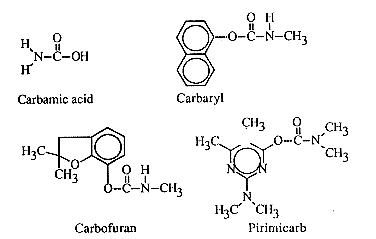 H
N-C-OH
H
O
Carbamic acid
O-C-N-CH₃
O H
Carbaryl
H₃C
CH₃
O
O-C-N-CH₃
O H
Carbofuran
CH₃
H₃C
N N
O-C-N
O
CH₃
CH₃
N
H₃C CH₃
Pirimicarb